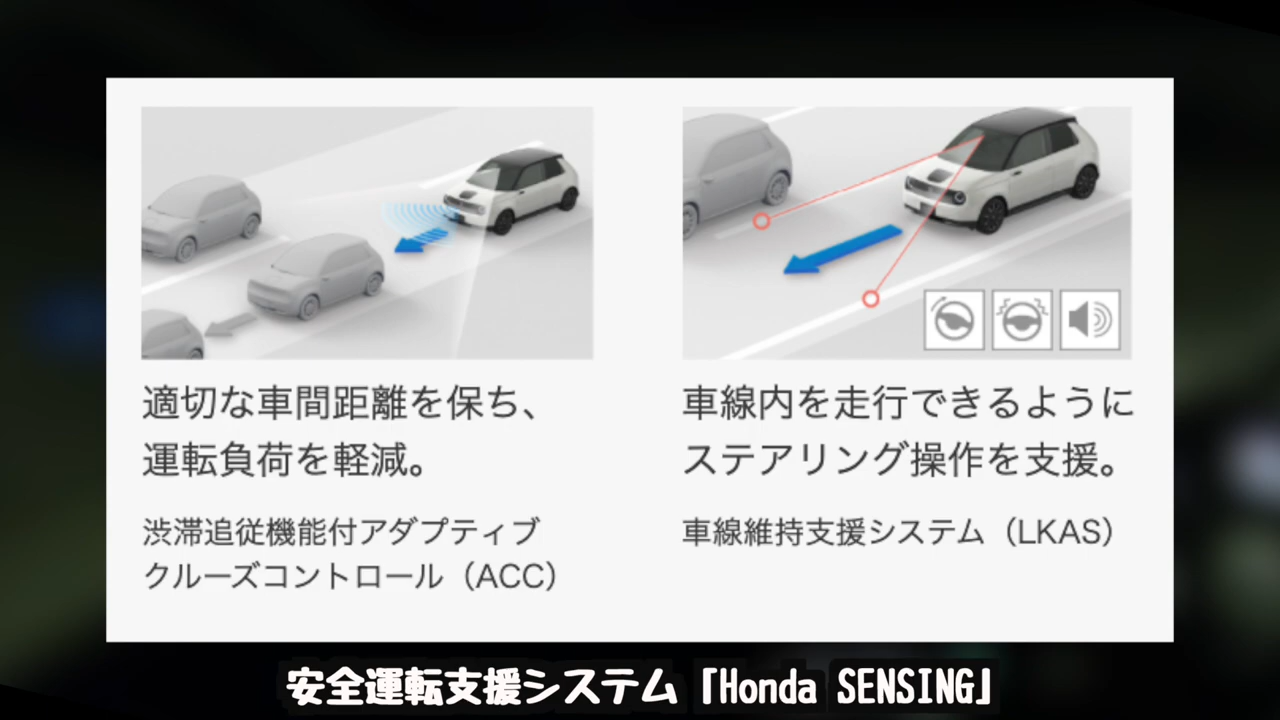 適切な車間距離を保ち、
運転負荷を軽減。
渋滞追従機能付アダプティブ
クルーズコントロール（ACC）
車線内を走行できるように
ステアリング操作を支援。
車線維持支援システム（LKAS）
安全運転支援システム「Honda SENSING」